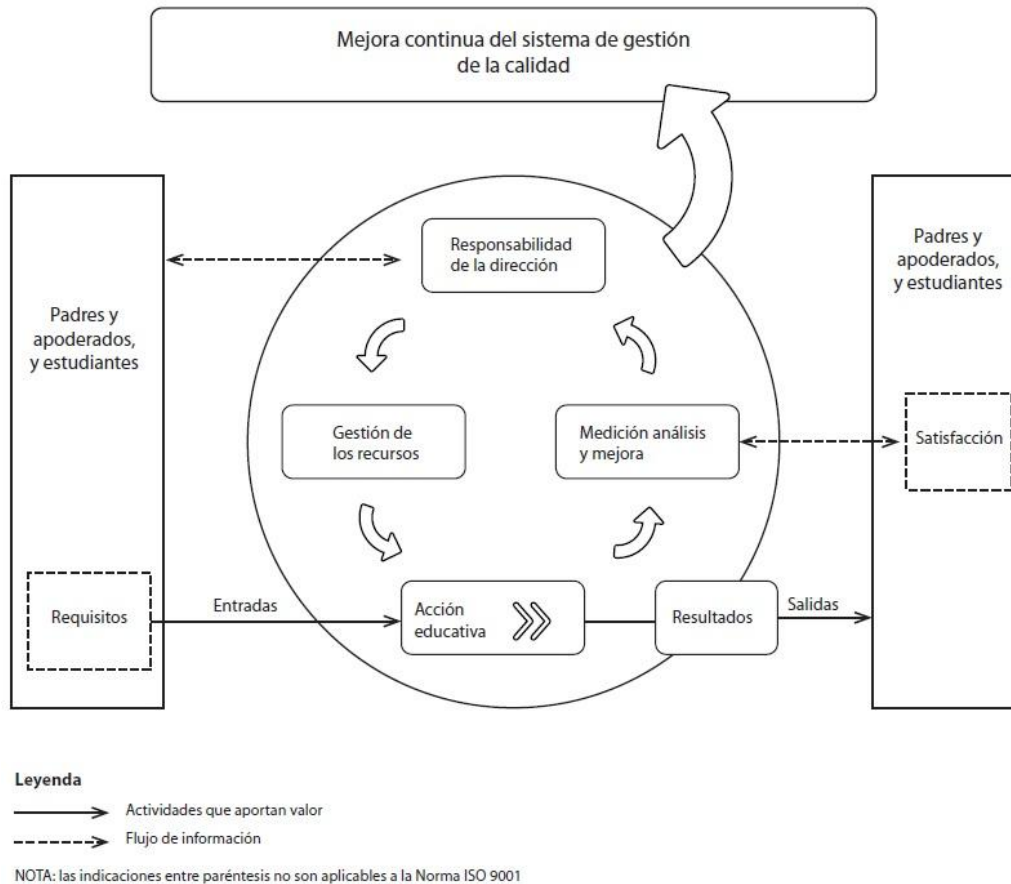 Mejora continua del sistema de gestión
de la calidad
Responsabilidad
de la dirección
Padres y
apoderados,
y estudiantes
Padres y
apoderados,
y estudiantes
Gestión de
los recursos
Medición análisis
y mejora
Satisfacción
Requisitos
Entradas
Acción
educativa
Resultados
Salidas
Leyenda
Actividades que aportan valor
Flujo de información
NOTA: las indicaciones entre paréntesis no son aplicables a la Norma ISO 9001